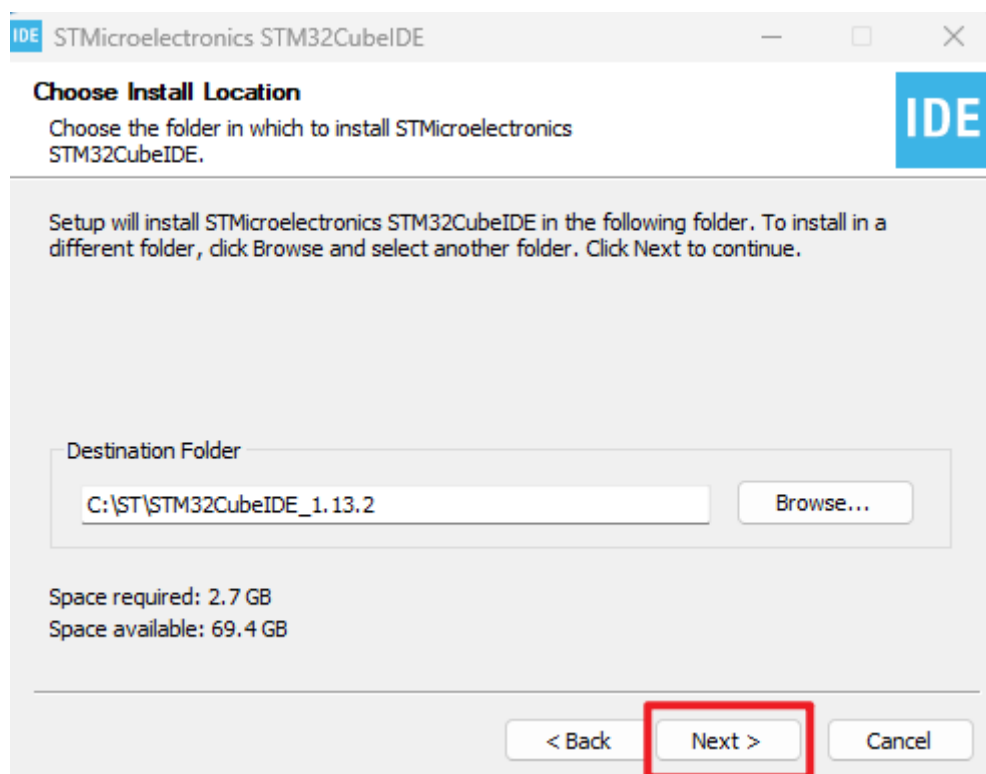 IDE STMicroelectronics STM32CubeIDE
Choose Install Location
Choose the folder in which to install STMicroelectronics
STM32CubeIDE.
IDE
Setup will install STMicroelectronics STM32CubeIDE in the following folder. To install in a
different folder, click Browse and select another folder. Click Next to continue.
Destination Folder
C:\ST\STM32CubeIDE_1.13.2
Browse...
Space required: 2.7 GB
Space available: 69.4 GB
< Back
Next >
Cancel